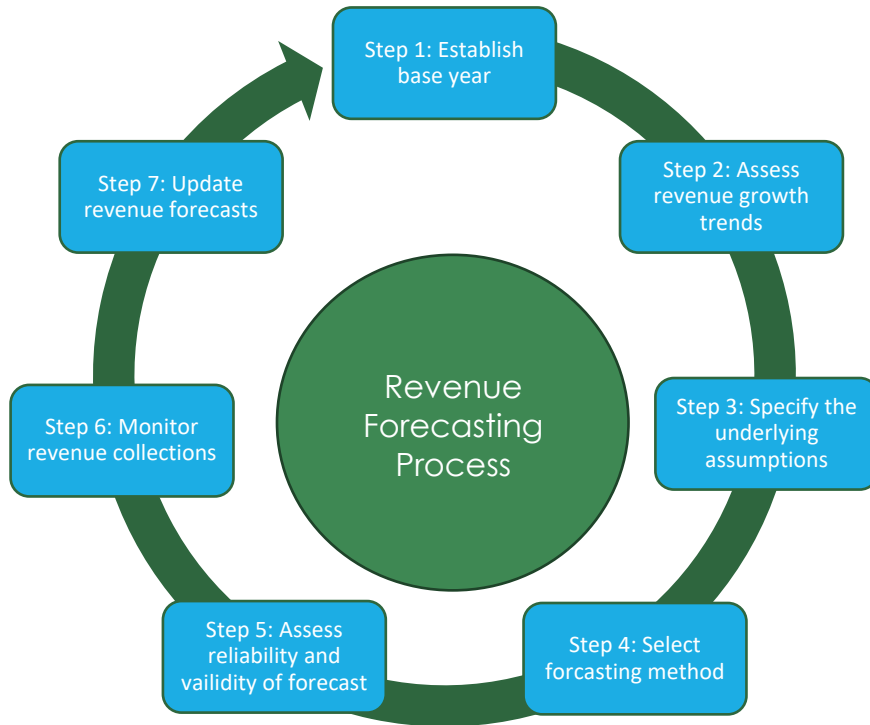 Step 1: Establish
base year
Step 2: Assess
revenue growth
trends
Step 3: Specify the
underlying
assumptions
Step 4: Select
forcasting method
Step 5: Assess
reliability and
vailidity of forecast
Step 6: Monitor
revenue collections
Step 7: Update
revenue forecasts
Revenue
Forecasting
Process